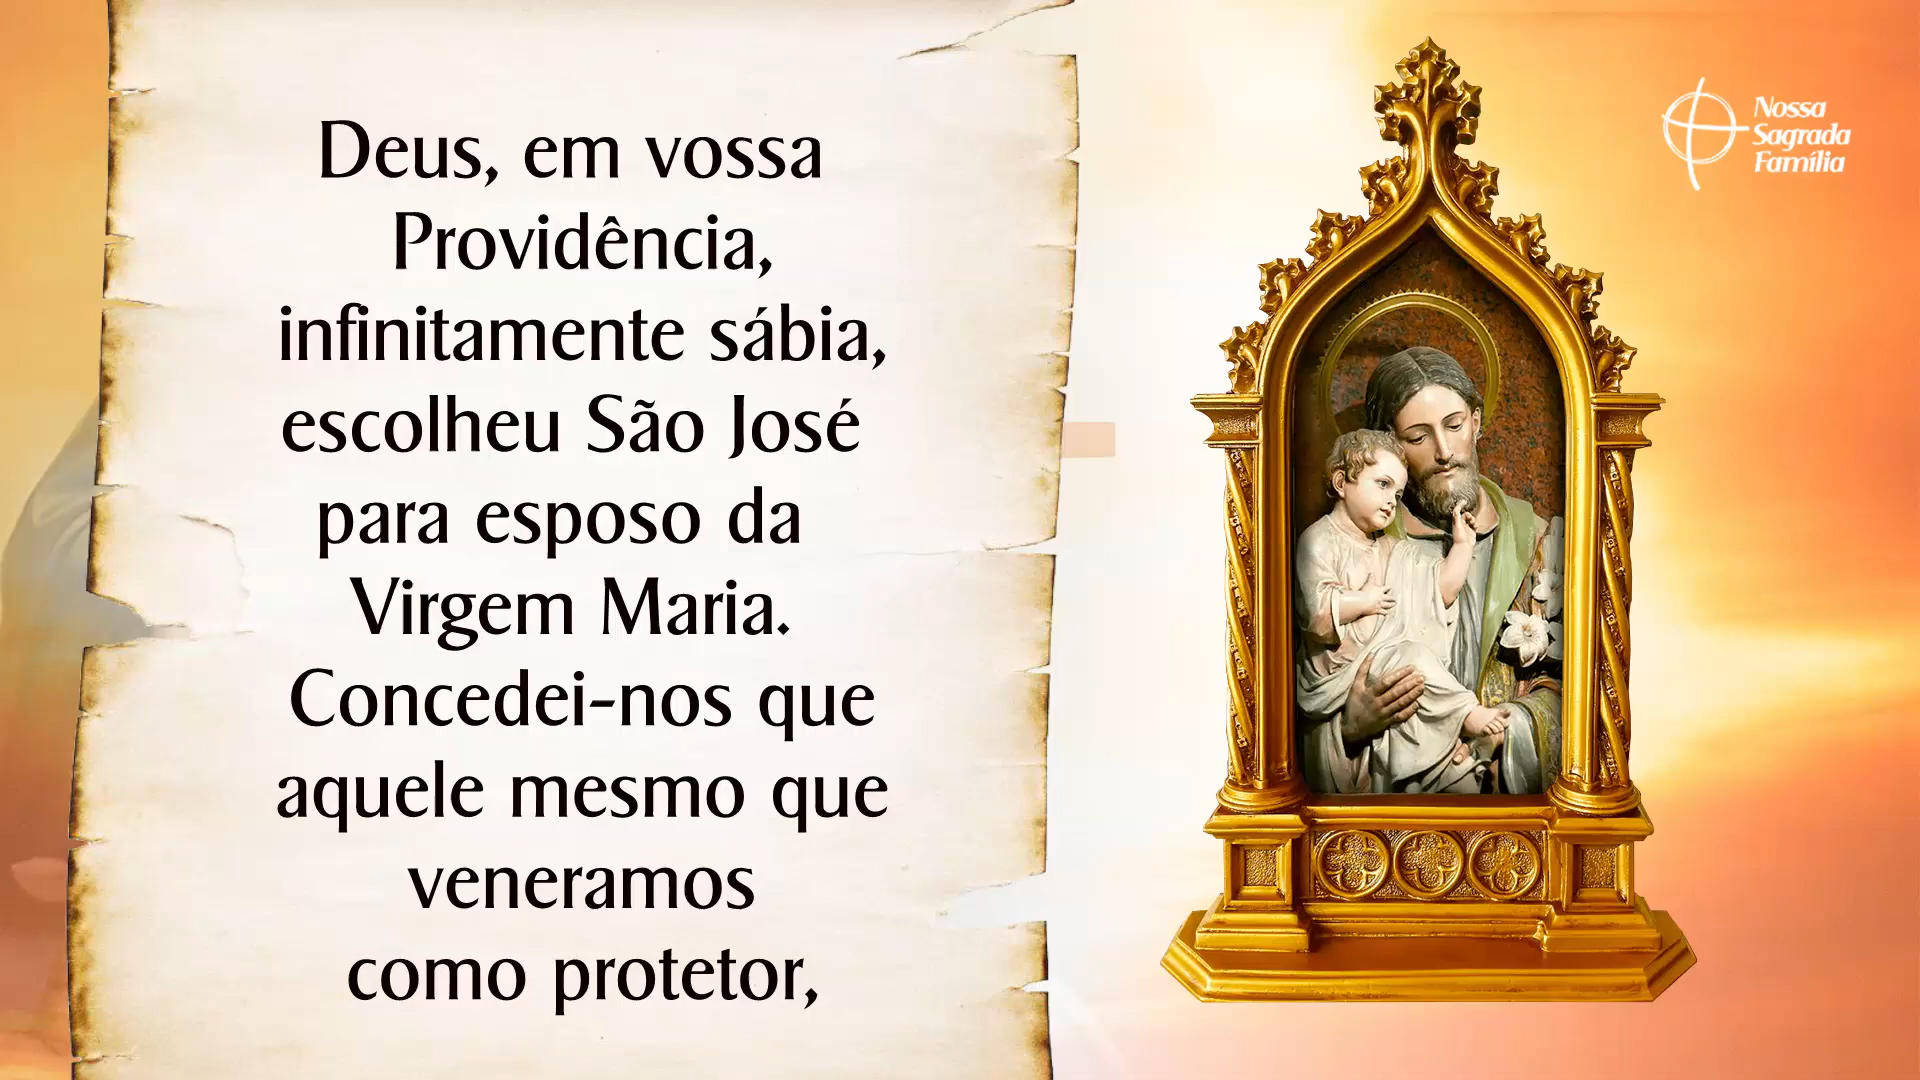 Deus, em vossa
Providência,
infinitamente sábia,
escolheu São José
para esposo da
Virgem Maria.
Concedei-nos que
aquele mesmo que
veneramos
como protetor,
Nossa
Sagrada
Família